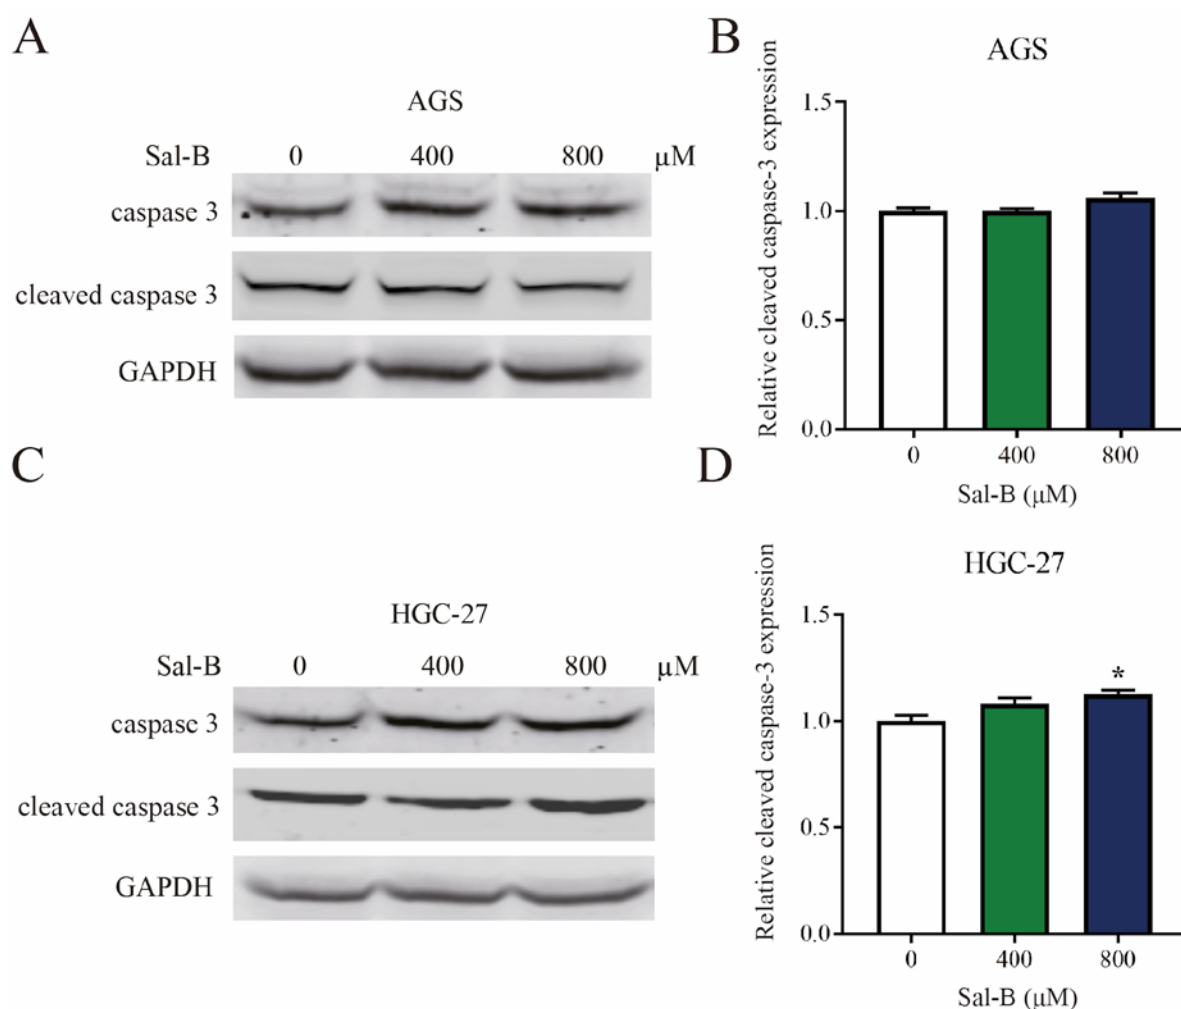 A
AGS
Sal-B 0 400 800 μM
caspase 3
cleaved caspase 3
GAPDH
B
AGS
Relative cleaved caspase-3 expression
1.5
1.0
0.5
0.0
0 400 800
Sal-B (μM)
C
HGC-27
Sal-B 0 400 800 μM
caspase 3
cleaved caspase 3
GAPDH
D
HGC-27
Relative cleaved caspase-3 expression
1.5
1.0
0.5
0.0
*
0 400 800
Sal-B (μM)